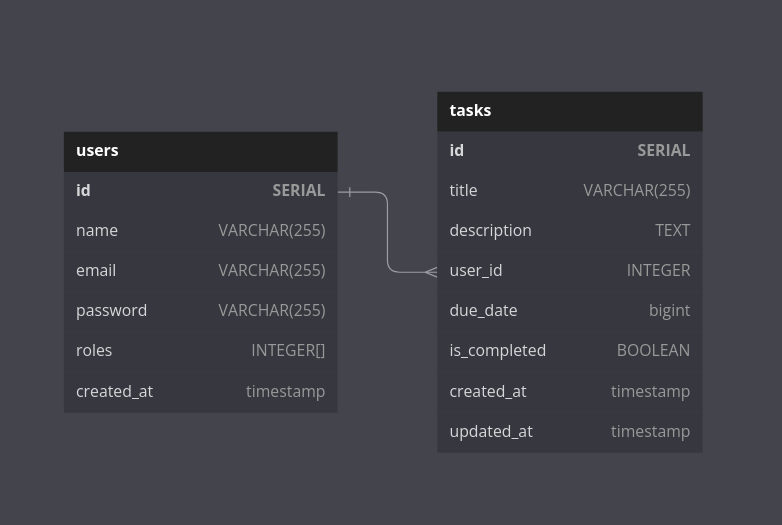 users
id SERIAL
name VARCHAR(255)
email VARCHAR(255)
password VARCHAR(255)
roles INTEGER[]
created_at timestamp
tasks
id SERIAL
title VARCHAR(255)
description TEXT
user_id INTEGER
due_date bigint
is_completed BOOLEAN
created_at timestamp
updated_at timestamp